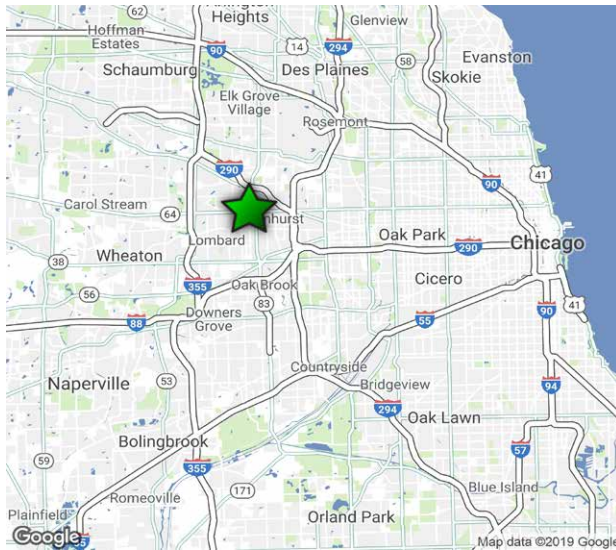 Heights
Hoffman
Estates
Glenview
14
294
90
58
Evanston
Schaumburg
Des Plaines
Skokie
Elk Grove
Village
Rosemont
290
41
90
Carol Stream
64
Lombard
Oak Park
290
Chicago
38
Wheaton
355
Oak Brook
Cicero
56
83
41
Downers
Grove
88
55
90
Countryside
53
Bridgeview
Naperville
294
94
Oak Lawn
Bolingbrook
57
59
355
171
Blue Island
Romeoville
Plainfield
Orland Park
Google
Map data ©2019 Google